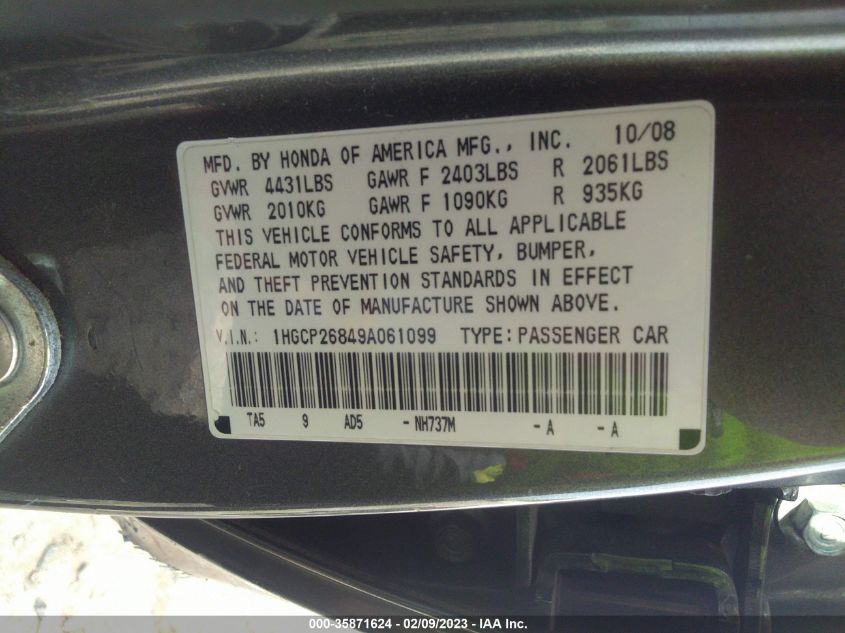 MFD. BY HONDA OF AMERICA MFG., INC. 10/08
GVWR 4431LBS GAWR F 2403LBS R 2061LBS
GVWR 2010KG GAWR F 1090KG R 935KG
THIS VEHICLE CONFORMS TO ALL APPLICABLE
FEDERAL MOTOR VEHICLE SAFETY, BUMPER,
AND THEFT PREVENTION STANDARDS IN EFFECT
ON THE DATE OF MANUFACTURE SHOWN ABOVE.
V.I.N.: 1HGCP26849A061099 TYPE: PASSENGER CAR
TA5 9 AD5 - NH737M - A - A
000-35871624 - 02/09/2023 - IAA Inc.